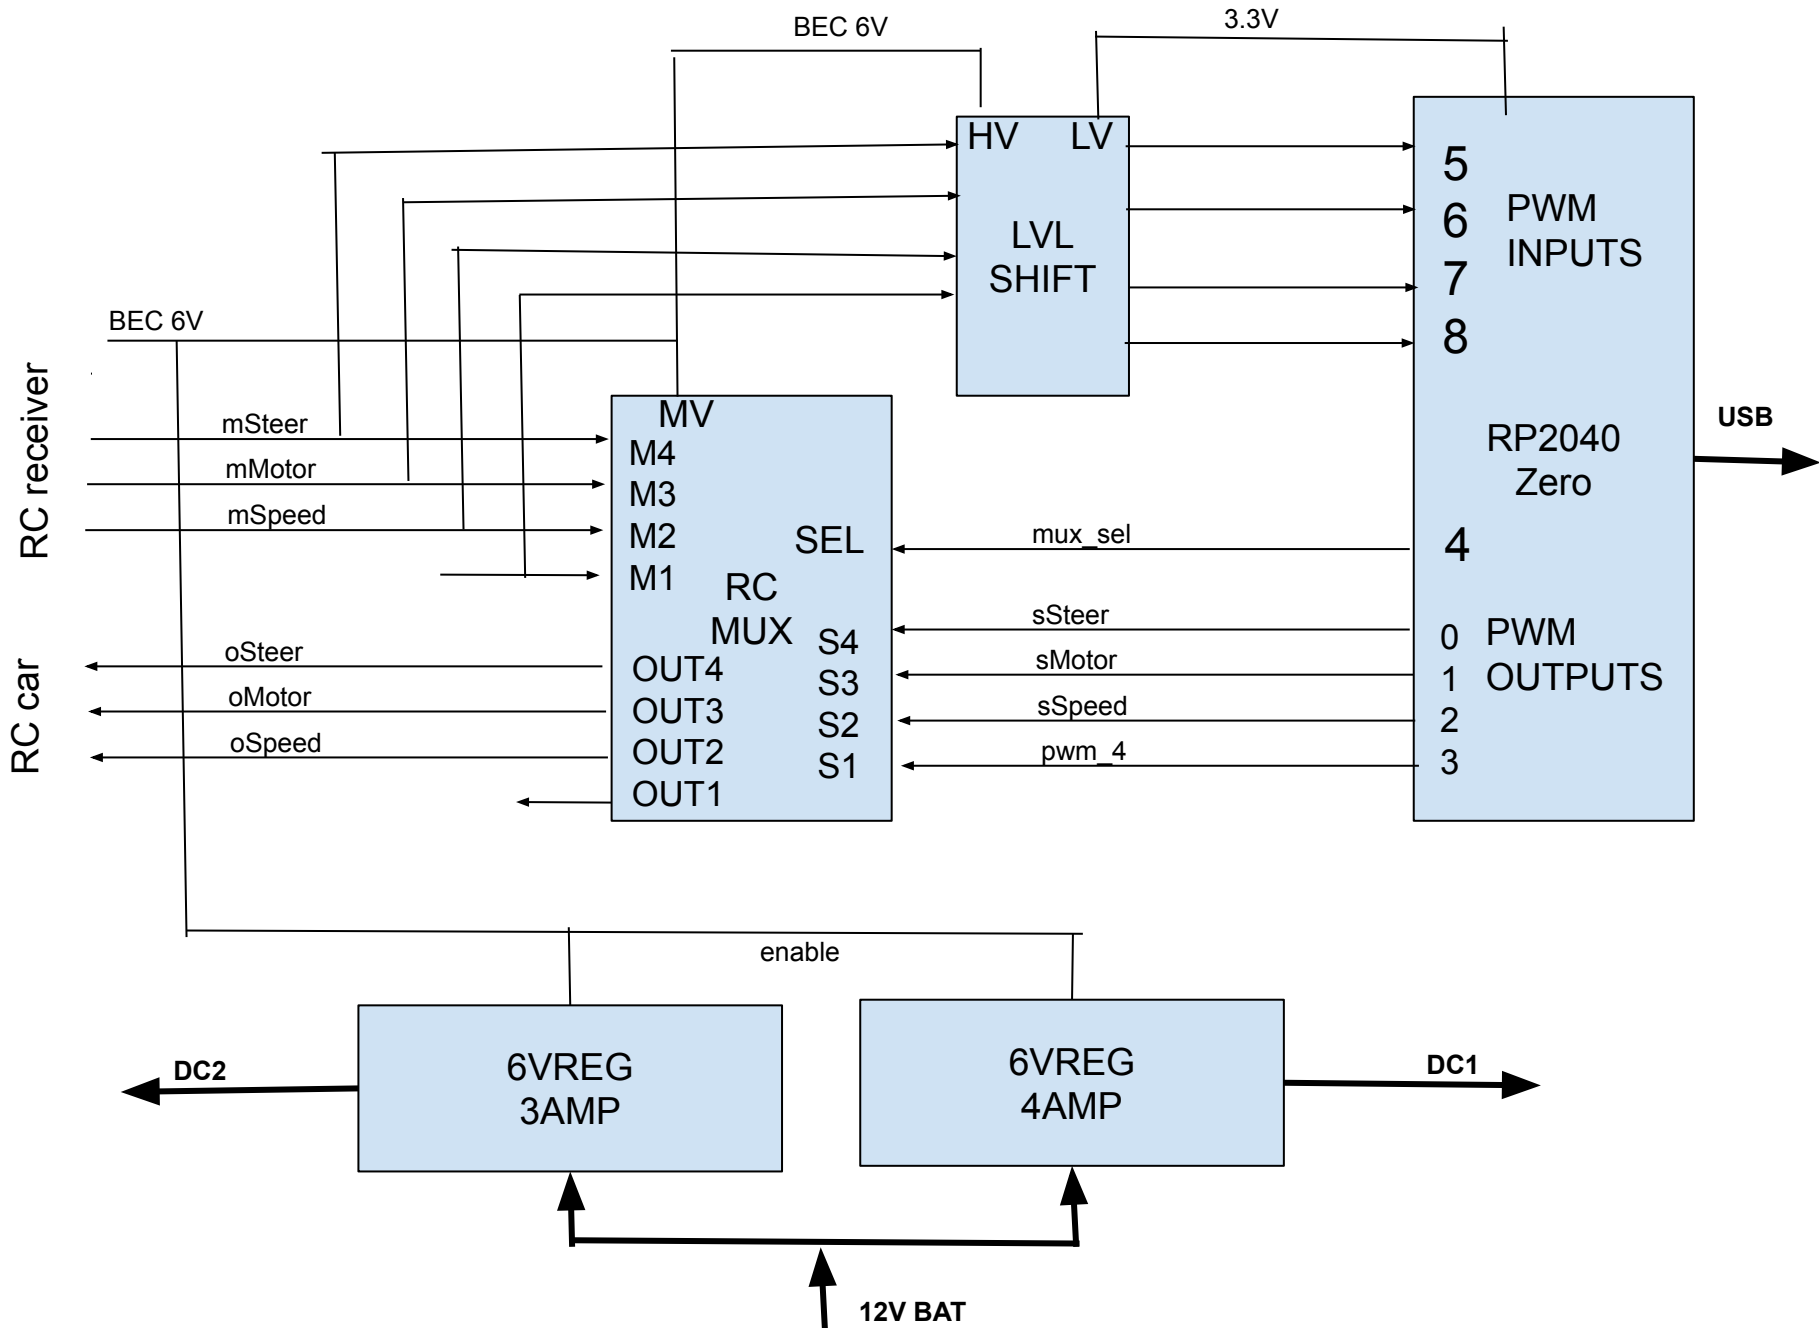 BEC 6V
3.3V
HV
LV
LVL
SHIFT
5
6
7
8
PWM
INPUTS
RP2040
Zero
USB
4
0
1
2
3
PWM
OUTPUTS
BEC 6V
RC receiver
mSteer
mMotor
mSpeed
MV
M4
M3
M2
M1
SEL
RC
MUX
S4
S3
S2
S1
OUT4
OUT3
OUT2
OUT1
mux_sel
sSteer
sMotor
sSpeed
pwm_4
RC car
oSteer
oMotor
oSpeed
enable
6VREG
3AMP
6VREG
4AMP
DC2
DC1
12V BAT